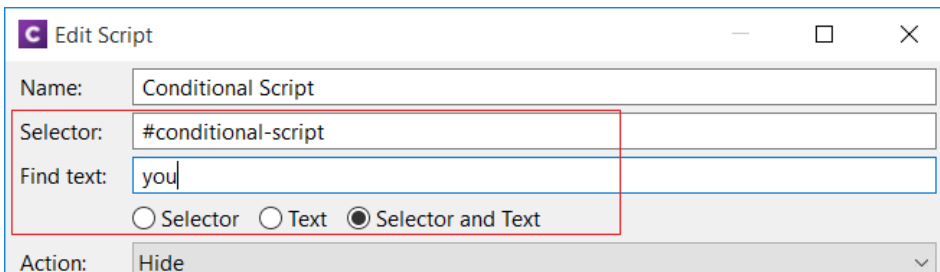 C Edit Script
Name: Conditional Script
Selector: #conditional-script
Find text: you
Selector Text Selector and Text
Action: Hide